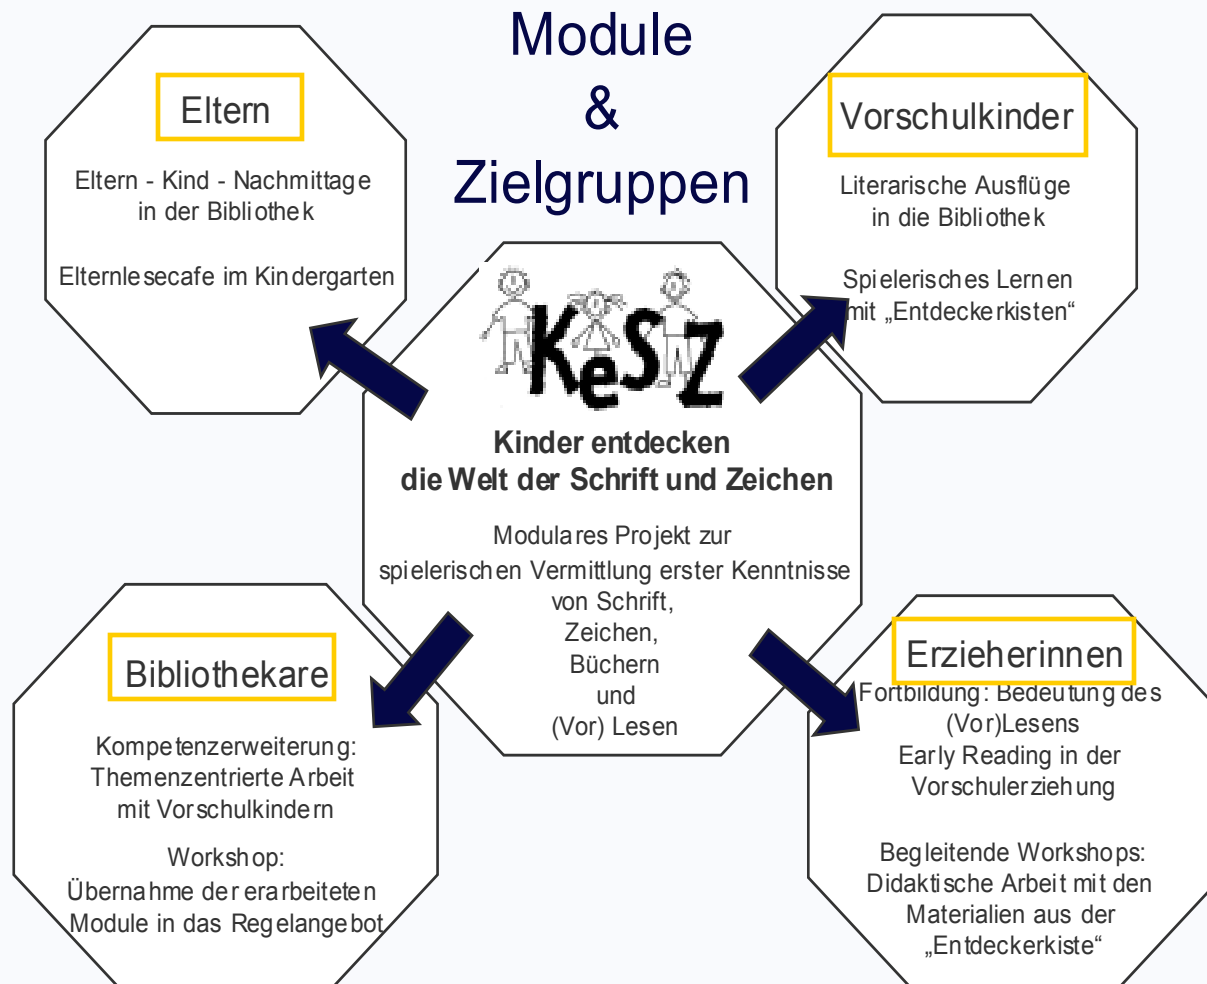 Module
&
Zielgruppen
Eltern
Eltern - Kind - Nachmittage
in der Bibliothek
Elternlesecafe im Kindergarten
Vorschulkinder
Literarische Ausflüge
in die Bibliothek
Spielerisches Lernen
mit „Entdeckerkisten“
KeSZ
Kinder entdecken
die Welt der Schrift und Zeichen
Modulares Projekt zur
spielerischen Vermittlung erster Kenntnisse
von Schrift,
Zeichen,
Büchern
und
(Vor) Lesen
Bibliothekare
Kompetenzerweiterung:
Themenzentrierte Arbeit
mit Vorschulkindern
Workshop:
Übernahme der erarbeiteten
Module in das Regelangebot
Erzieherinnen
Fortbildung: Bedeutung des
(Vor)Lesens
Early Reading in der
Vorschulerziehung
Begleitende Workshops:
Didaktische Arbeit mit den
Materialien aus der
„Entdeckerkiste“